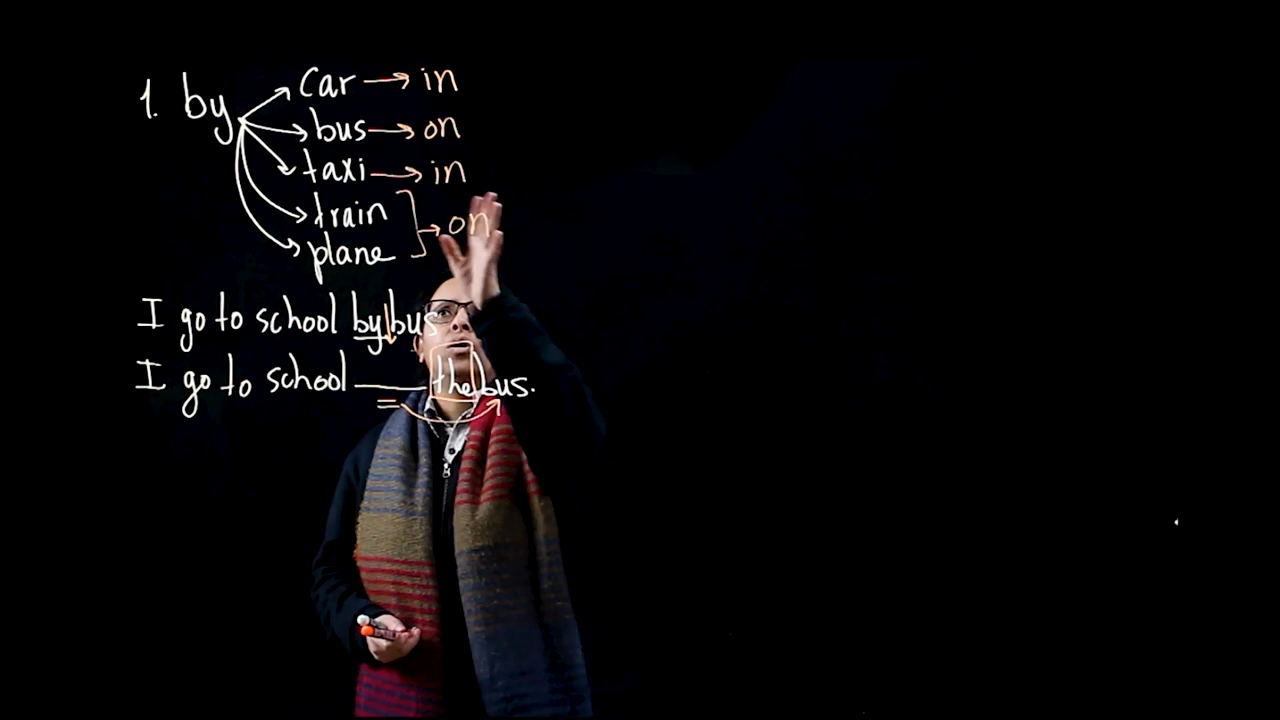 1. by
car → in
bus → on
taxi → in
train
plane
→ on
I go to school by bus
I go to school ____ the bus.
=